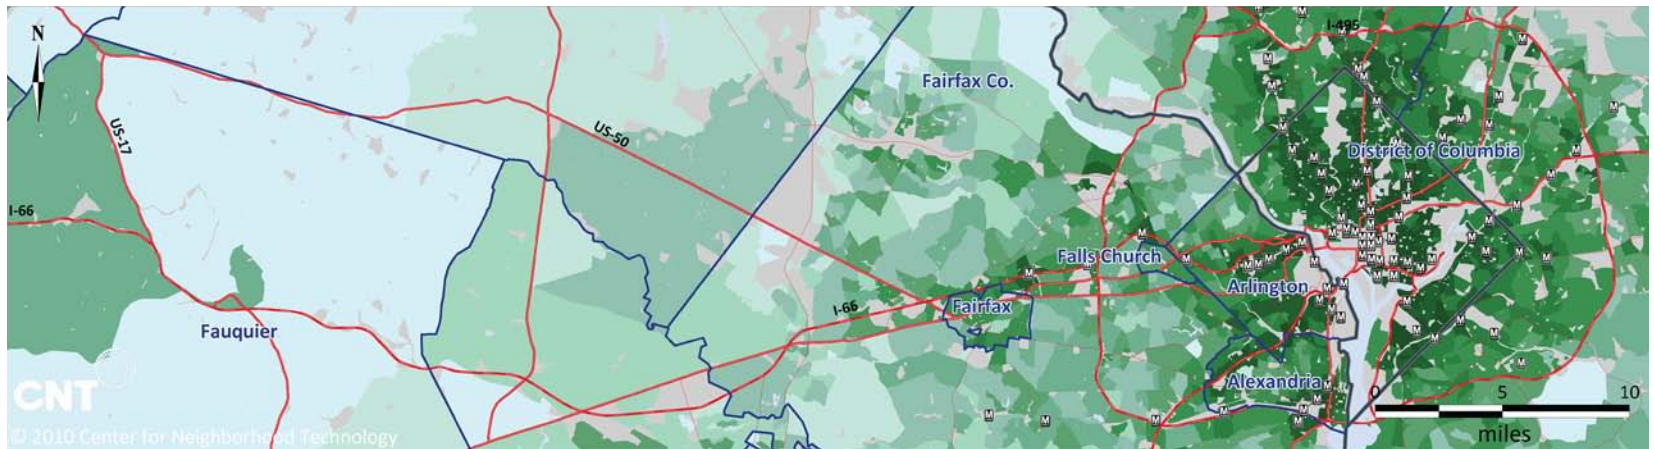 N
I-495
Fairfax Co.
US-17
US-50
District of Columbia
I-66
Falls Church
Arlington
I-66
Fairfax
Fauquier
Alexandria
CNT
0 5 10
miles
© 2010 Center for Neighborhood Technology